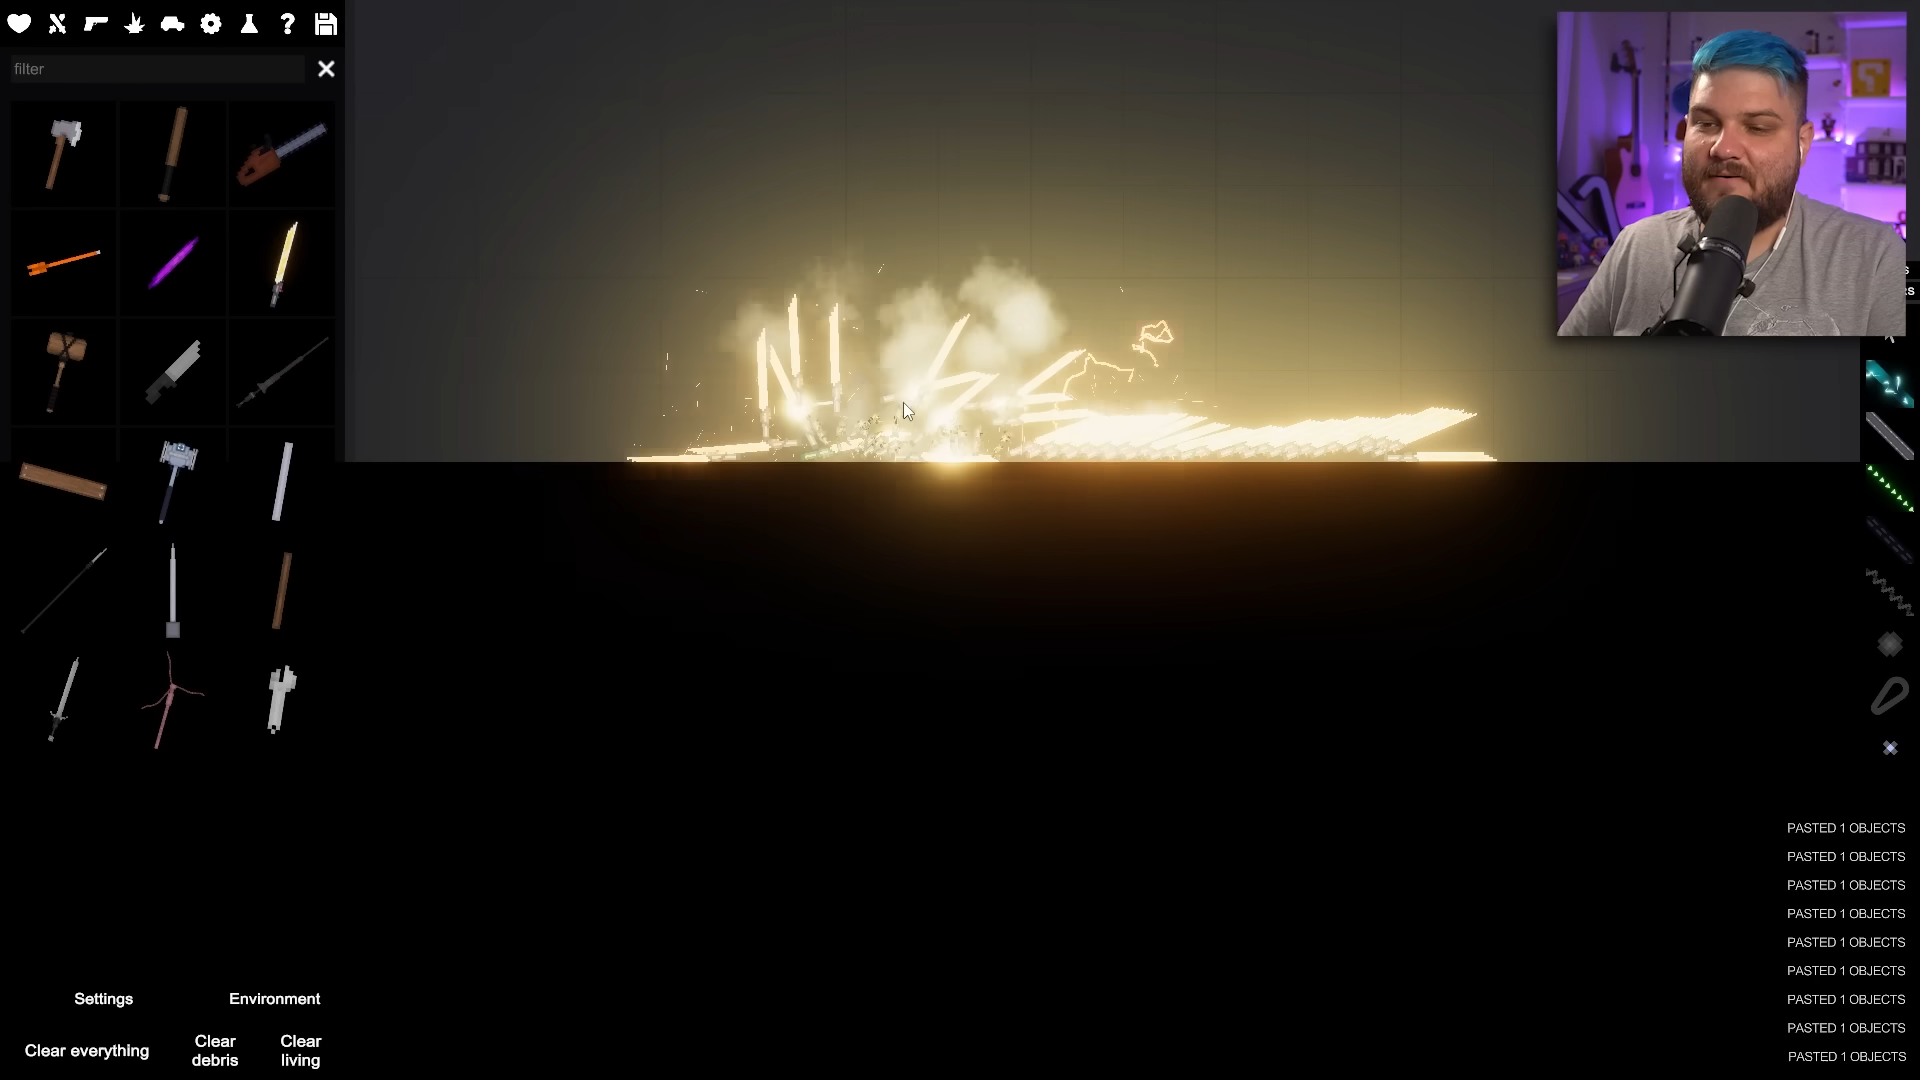 filter
S
RS
PASTED 1 OBJECTS
PASTED 1 OBJECTS
PASTED 1 OBJECTS
PASTED 1 OBJECTS
PASTED 1 OBJECTS
PASTED 1 OBJECTS
PASTED 1 OBJECTS
PASTED 1 OBJECTS
PASTED 1 OBJECTS
Settings
Environment
Clear everything
Clear
debris
Clear
living